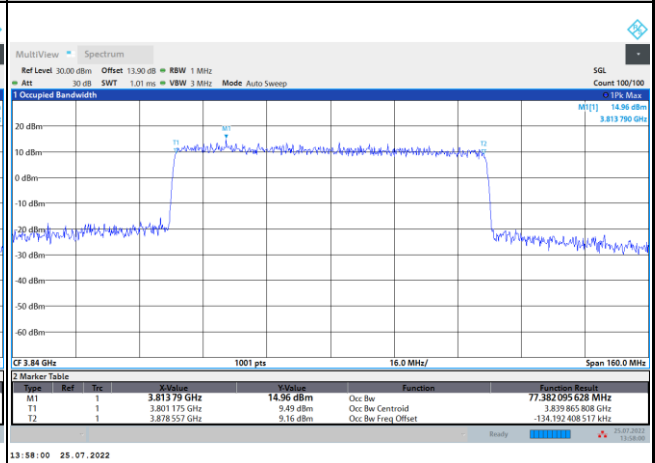 MultiView Spectrum
Ref Level 30.00 dBm Offset 13.90 dB RBW 1 MHz SGL
Att 30 dB SWT 1.01 ms VBW 3 MHz Mode Auto Sweep Count 100/100
1 Occupied Bandwidth 1Pk Max
M1[1] 14.96 dBm
3.813 790 GHz
20 dBm
M1
T1
T2
10 dBm
0 dBm
-10 dBm
-20 dBm
-30 dBm
-40 dBm
-50 dBm
-60 dBm
CF 3.84 GHz 1001 pts 16.0 MHz/ Span 160.0 MHz
2 Marker Table
Type Ref Trc X-Value Y-Value Function Function Result
M1 1 3.81379 GHz 14.96 dBm Occ Bw 77.382 095 628 MHz
T1 1 3.801 175 GHz 9.49 dBm Occ Bw Centroid 3.839 865 808 GHz
T2 1 3.878 557 GHz 9.16 dBm Occ Bw Freq Offset -134.192 408 517 kHz
Ready 25.07.2022
13:58:00
13:58:00 25.07.2022